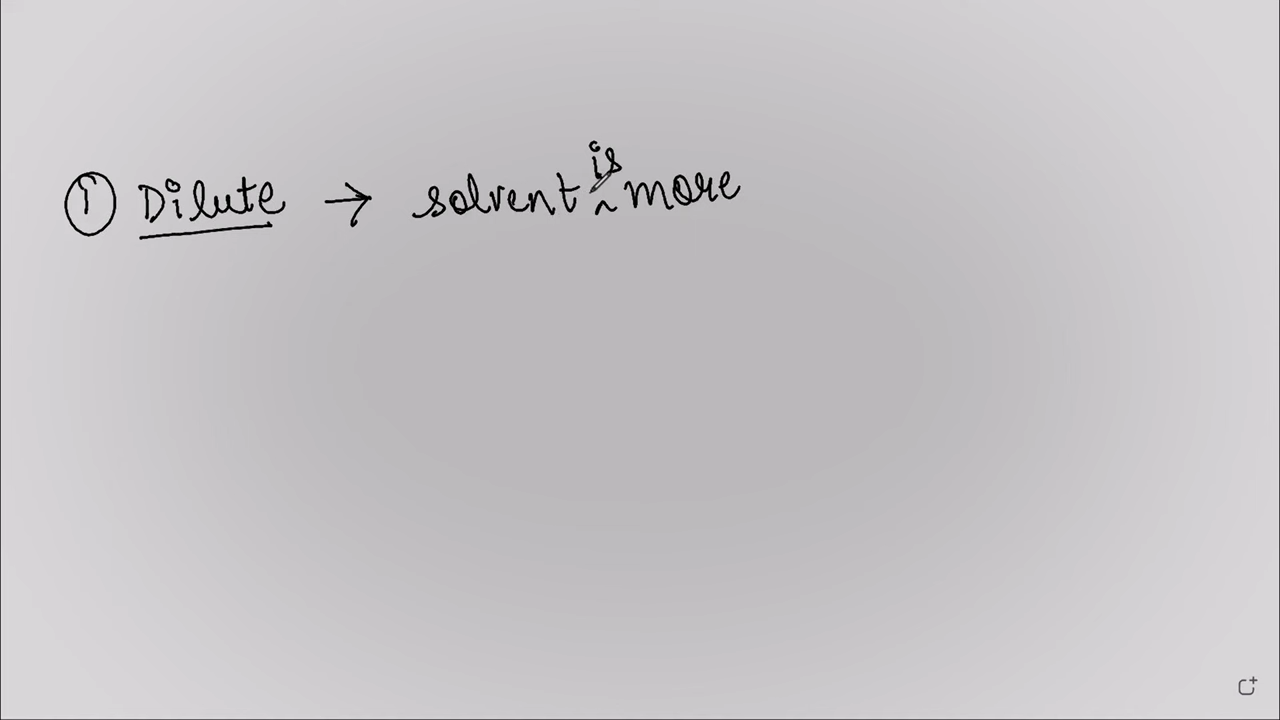 ① Dilute → solvent is more